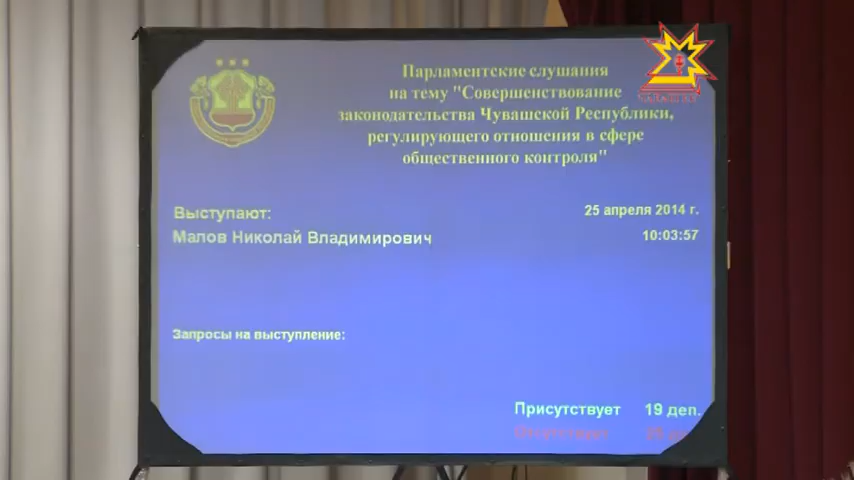 Парламентские слушания
на тему "Совершенствование
законодательства Чувашской Республики,
регулирующего отношения в сфере
общественного контроля"
Выступают:
25 апреля 2014 г.
Малов Николай Владимирович
10:03:57
Запросы на выступление:
Присутствует 19 деп.
Отсутствует